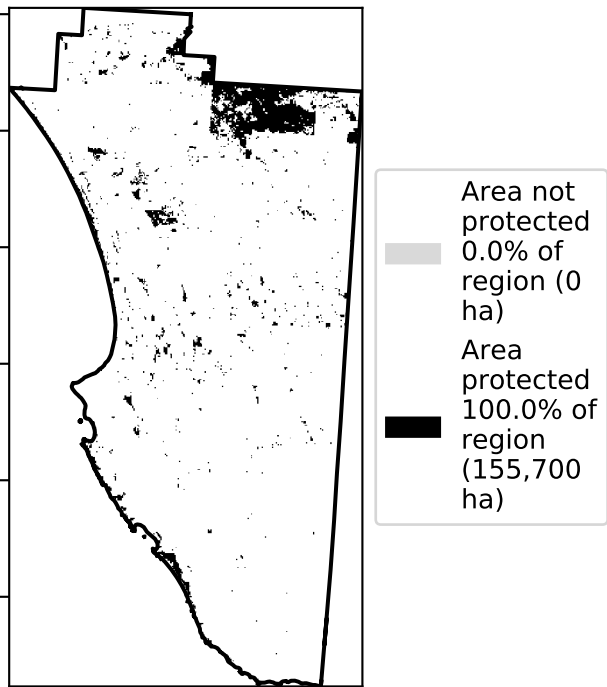 Area not
protected
0.0% of
region (0
ha)
Area
protected
100.0% of
region
(155,700
ha)